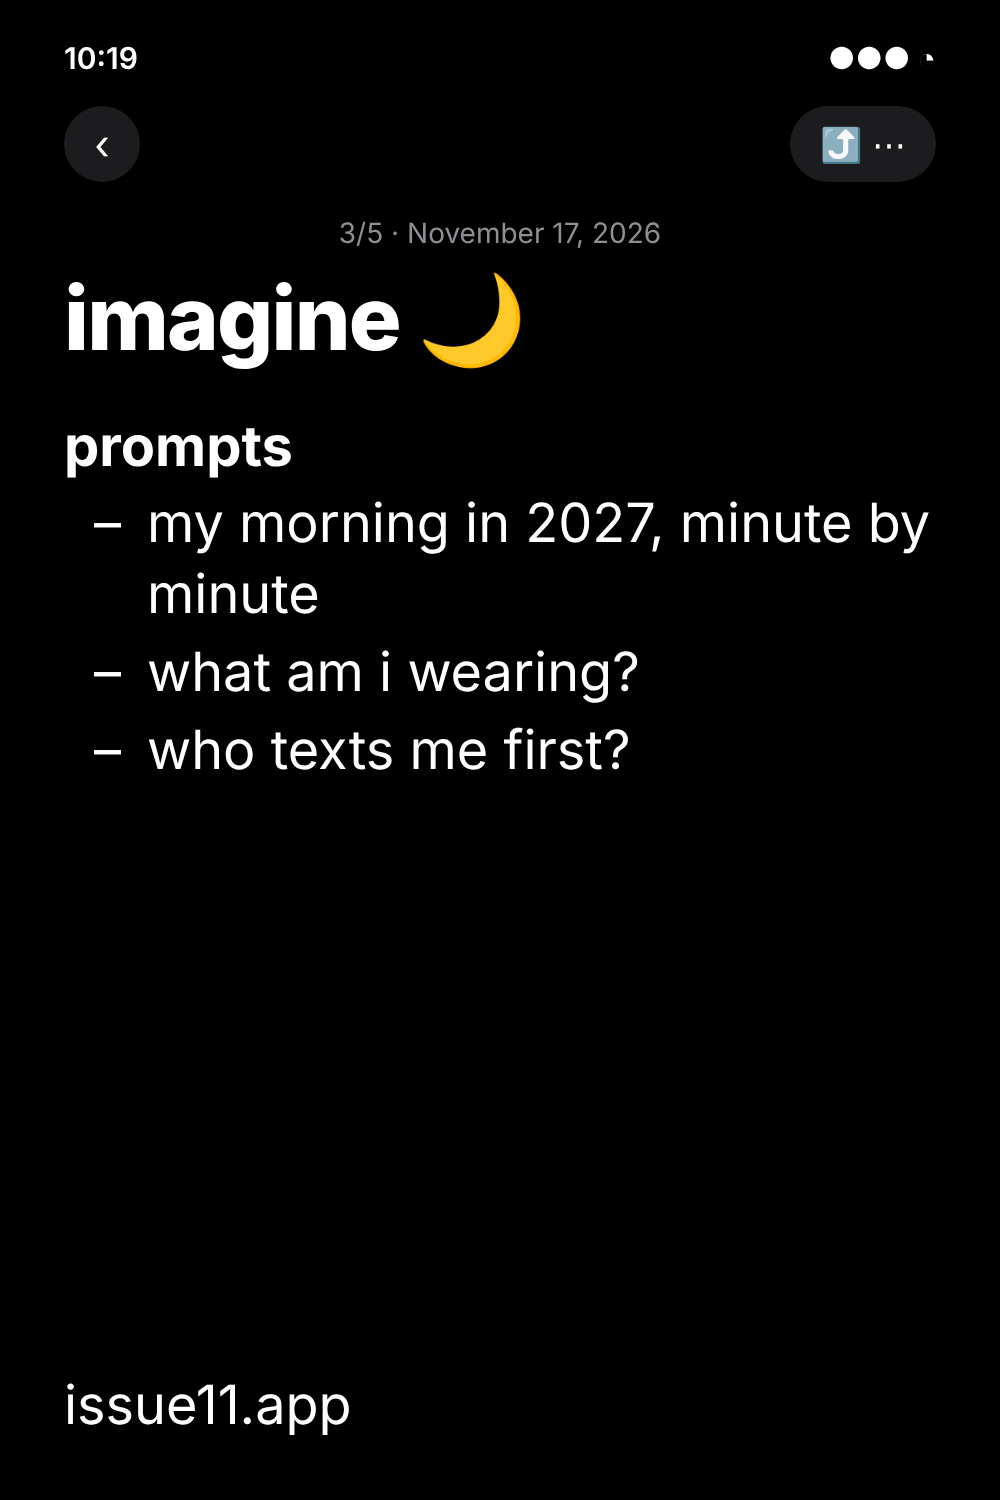 10:19
‹
⤴️ ...
3/5 · November 17, 2026
imagine 🌙
prompts
– my morning in 2027, minute by
minute
– what am i wearing?
– who texts me first?
issue11.app